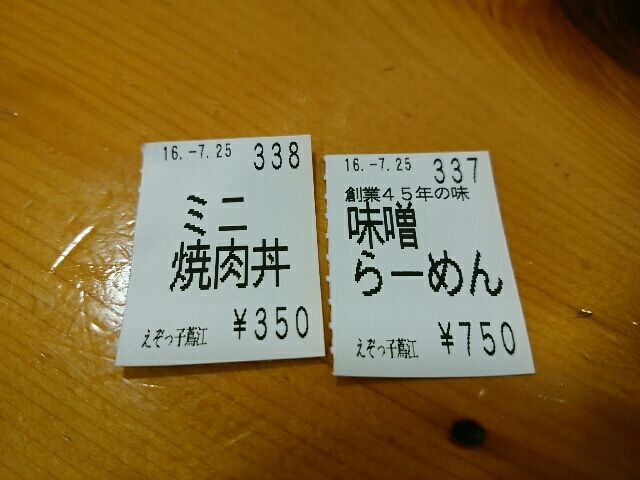 16.-7.25 338
ミニ
焼肉丼
¥350
えぞっ子蔦江
16.-7.25 337
創業45年の味
味噌
らーめん
¥750
えぞっ子蔦江